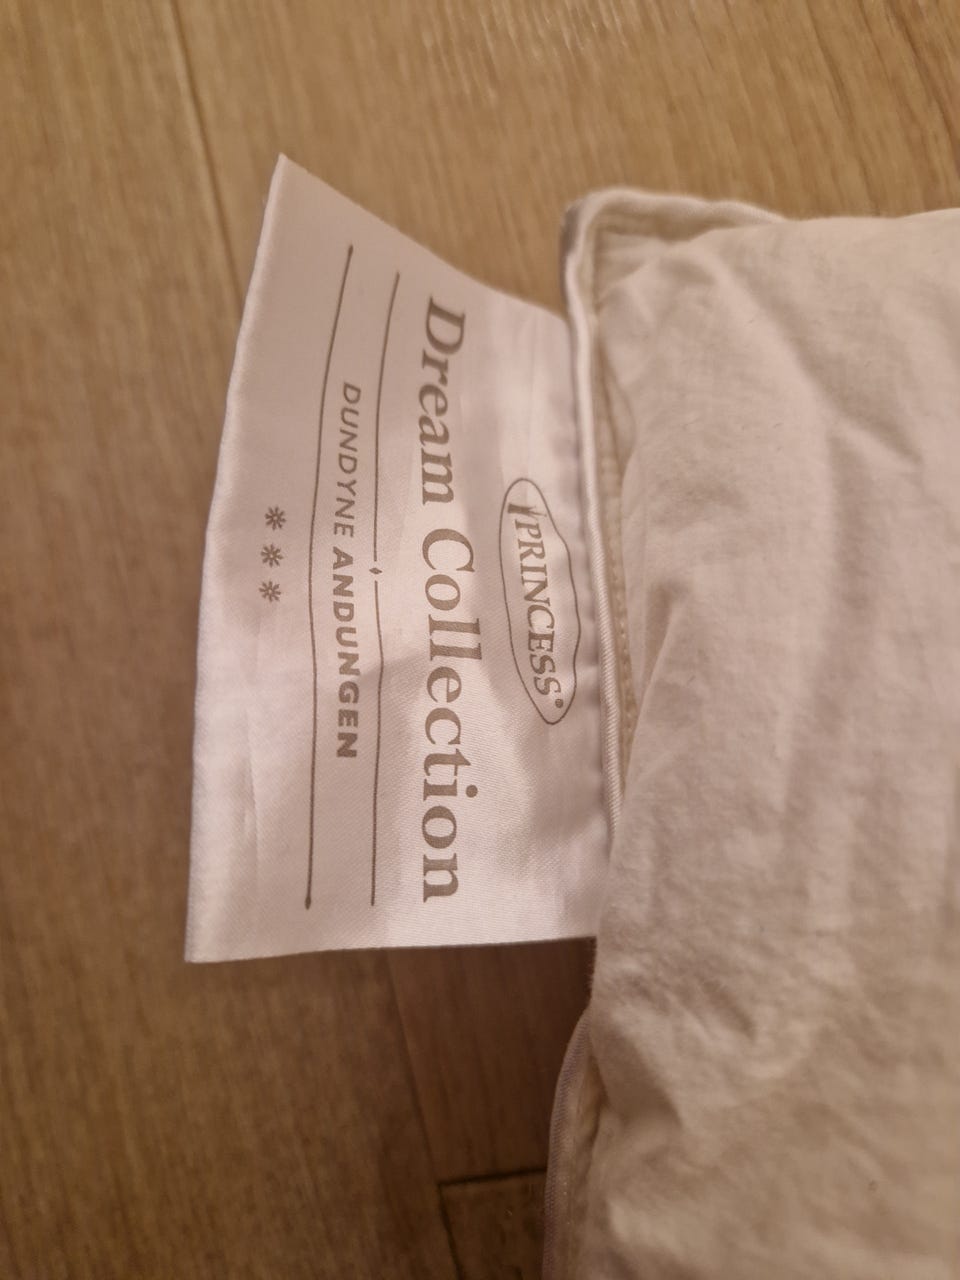 PRINCESS®
Dream Collection
DUNDYNE ANDUNGEN
***